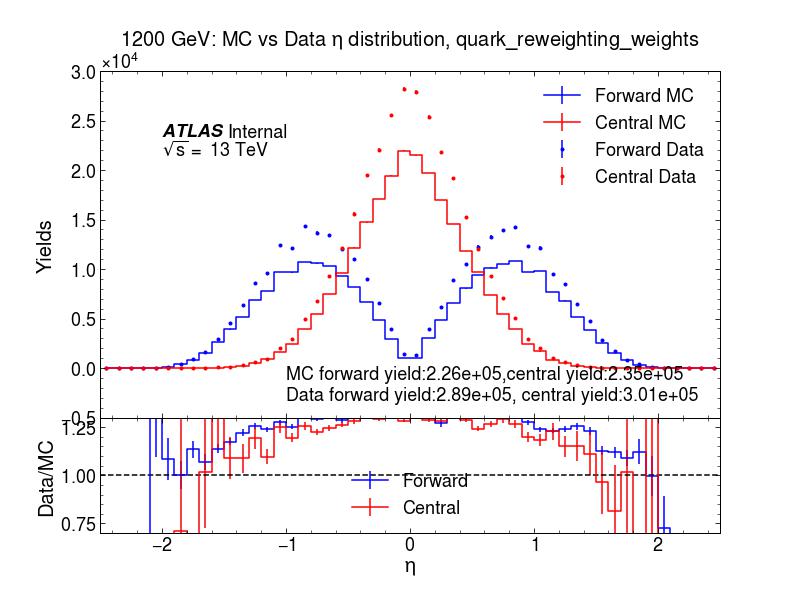 1200 GeV: MC vs Data η distribution, quark_reweighting_weights
×10⁴
3.0
2.5
2.0
1.5
1.0
0.5
0.0
0.5
Yields
ATLAS Internal
√s = 13 TeV
Forward MC
Central MC
Forward Data
Central Data
MC forward yield:2.26e+05,central yield:2.35e+05
Data forward yield:2.89e+05, central yield:3.01e+05
1.25
1.00
0.75
Data/MC
Forward
Central
−2 −1 0 1 2
η